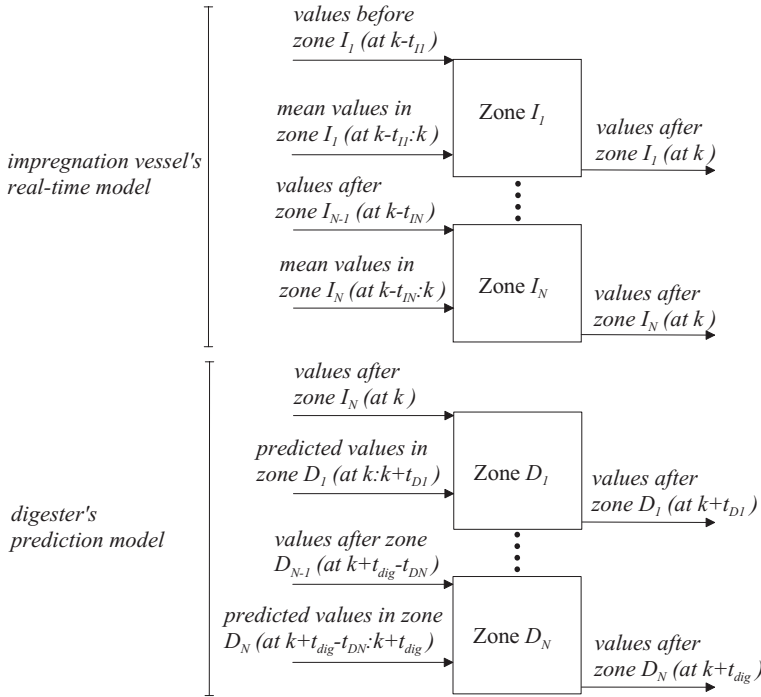 values before
zone I1 (at k-tI1)
Zone I1
mean values in
zone I1 (at k-tI1:k)
values after
zone I1 (at k)
impregnation vessel's
real-time model
values after
zone IN-1 (at k-tIN)
Zone IN
mean values in
zone IN (at k-tIN:k)
values after
zone IN (at k)
values after
zone IN (at k)
predicted values in
zone D1 (at k:k+tD1)
Zone D1
values after
zone D1 (at k+tD1)
digester's
prediction model
values after zone
DN-1 (at k+tdig-tDN)
predicted values in zone
DN (at k+tdig-tDN:k+tdig)
Zone DN
values after
zone DN (at k+tdig)